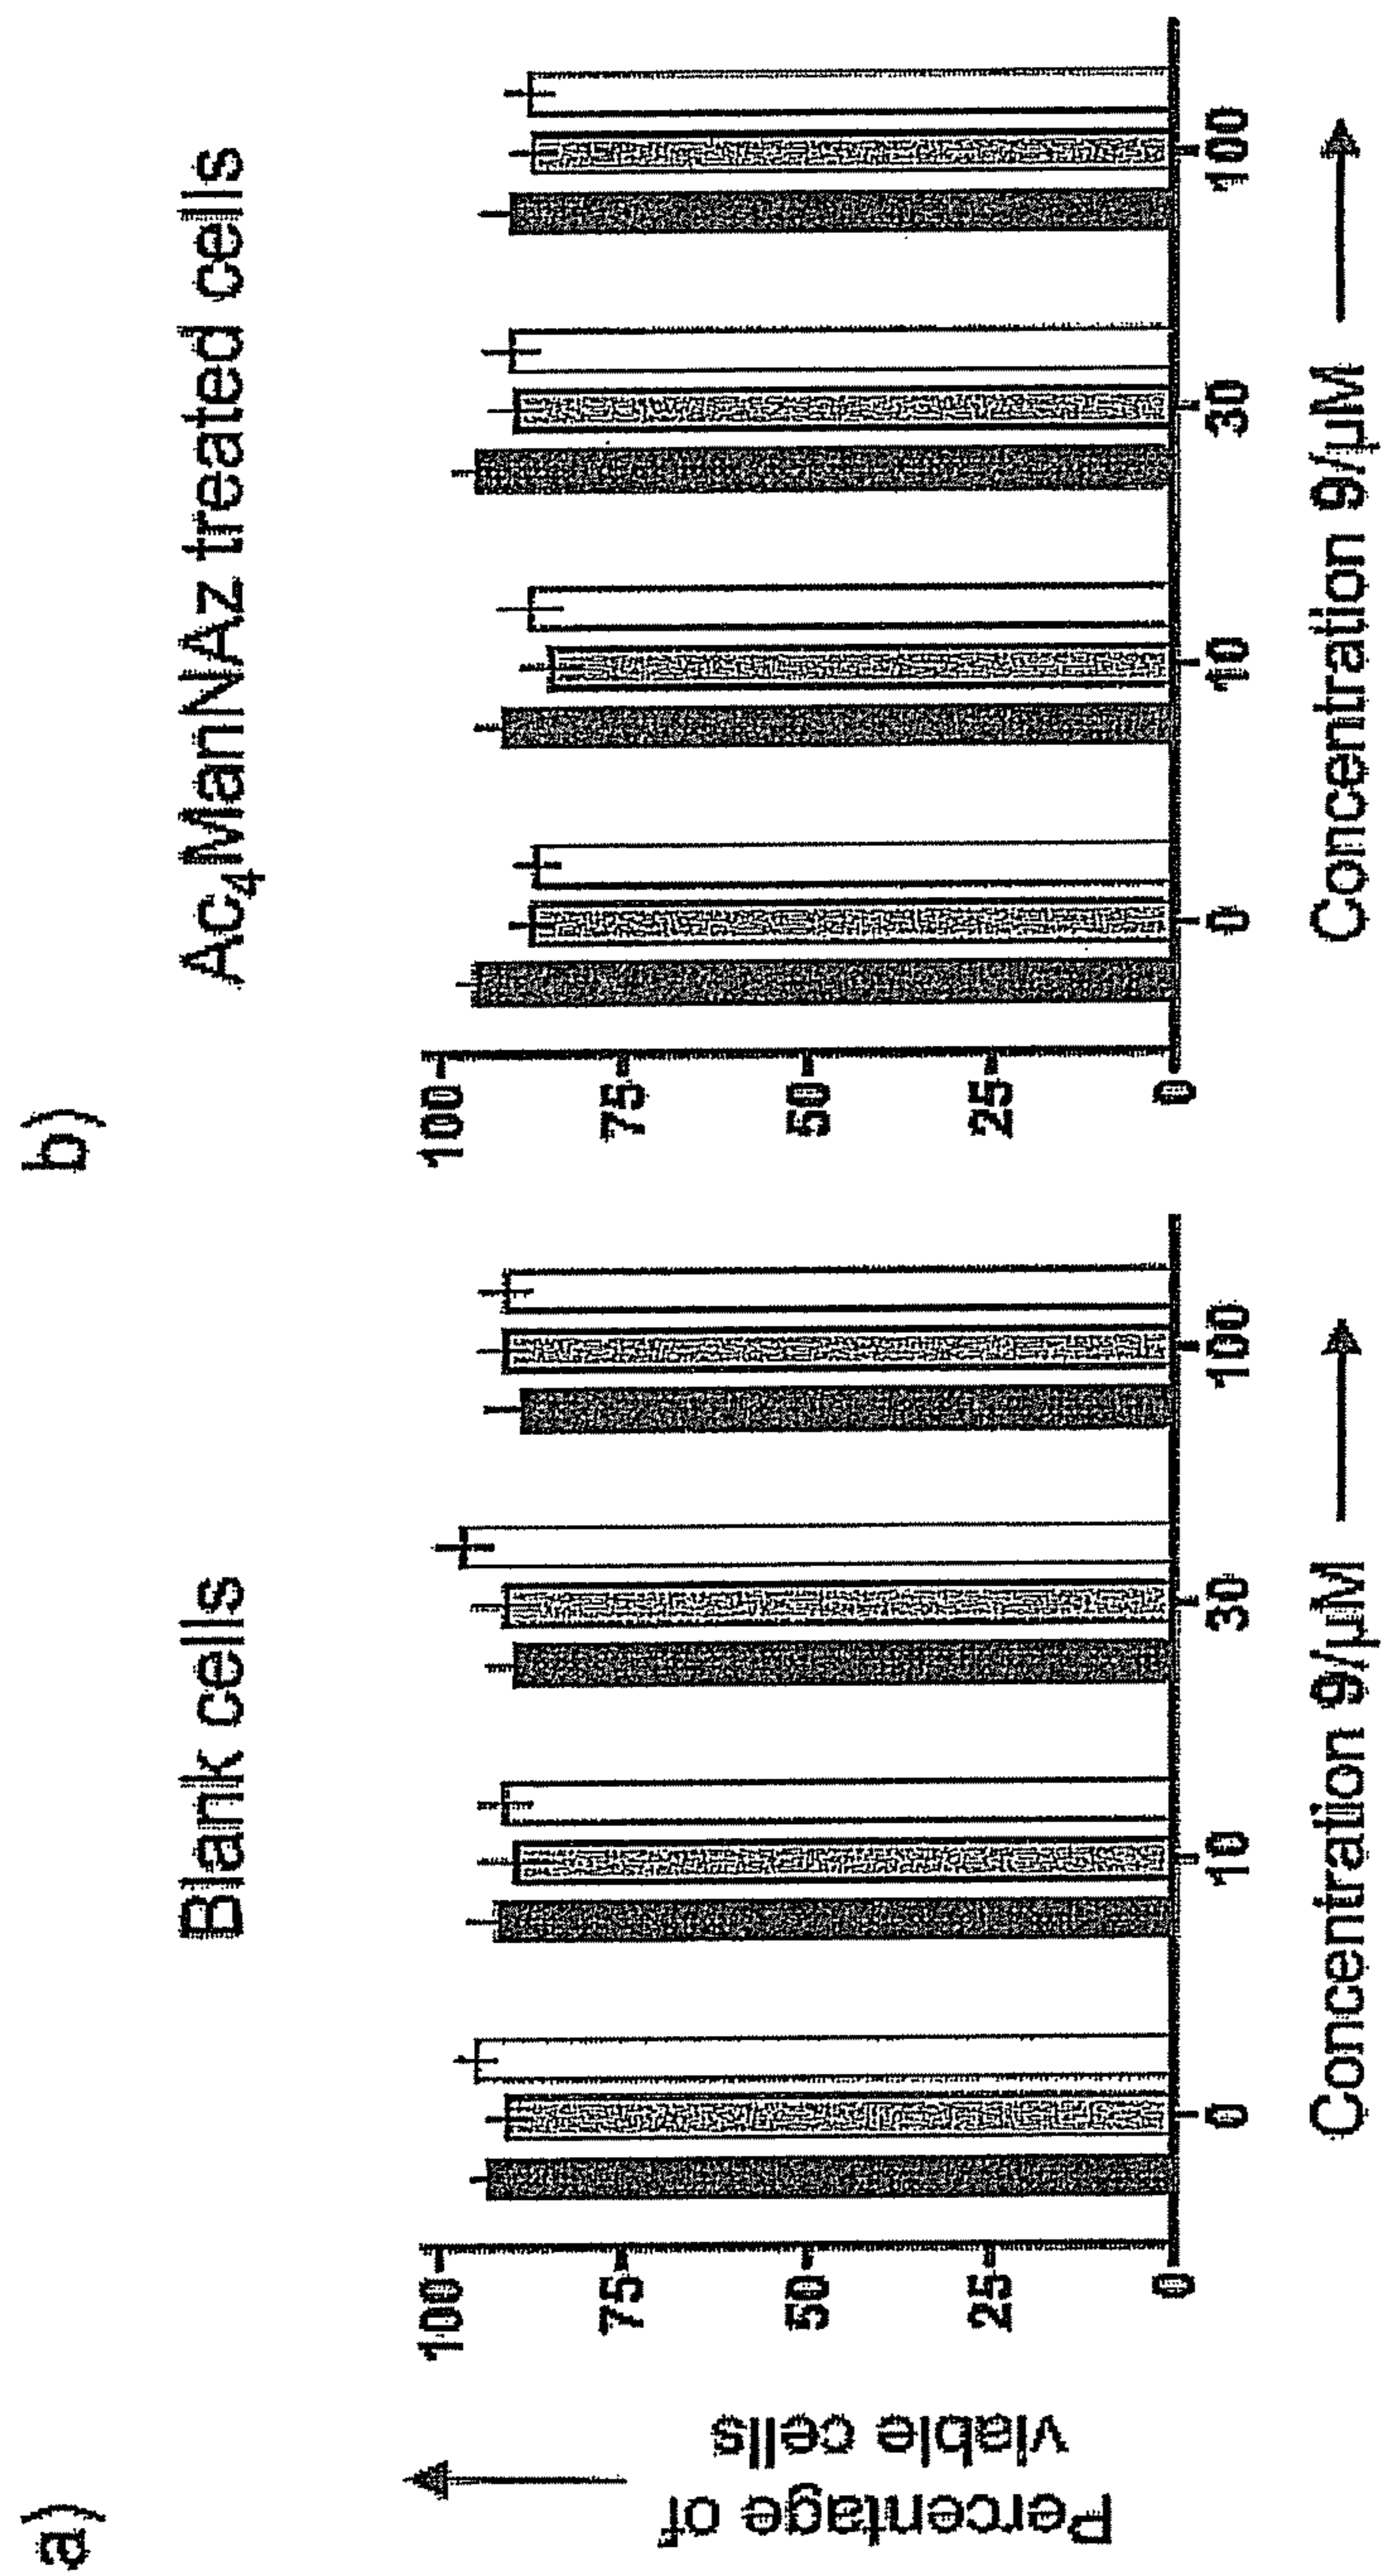 a)
Blank cells
Percentage of
viable cells
100
75
50
25
0
0 10 30 100
Concentration 9/µM
b)
Ac₄ManNAz treated cells
100
75
50
25
0
0 10 30 100
Concentration 9/µM